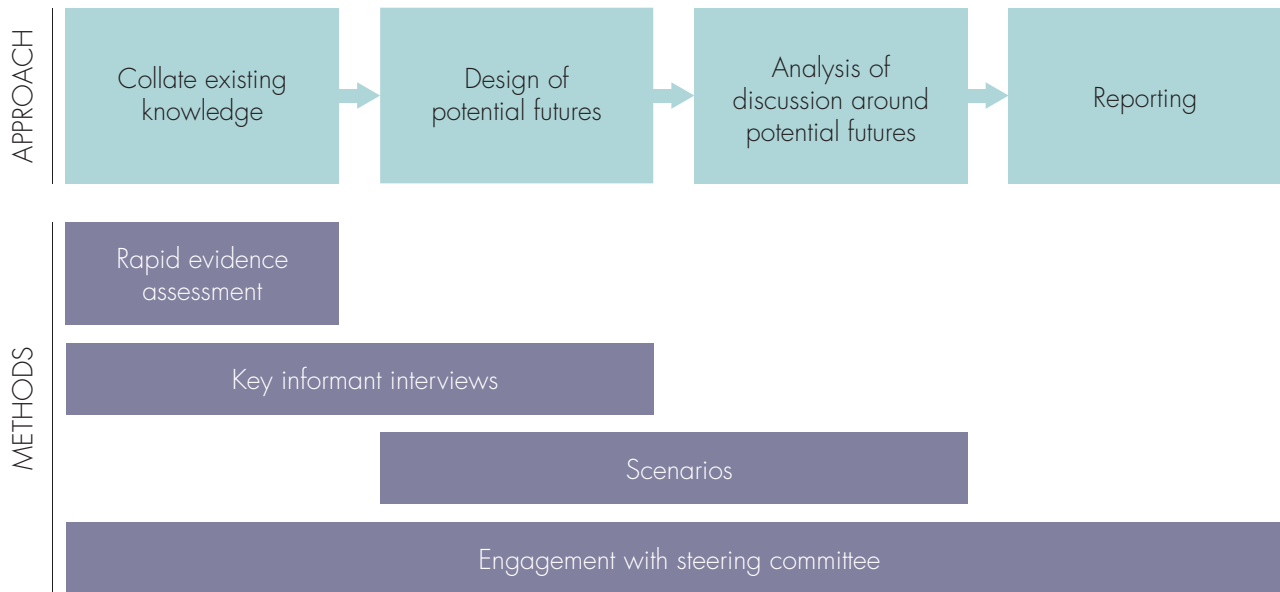 APPROACH
Collate existing
knowledge
Design of
potential futures
Analysis of
discussion around
potential futures
Reporting
METHODS
Rapid evidence
assessment
Key informant interviews
Scenarios
Engagement with steering committee